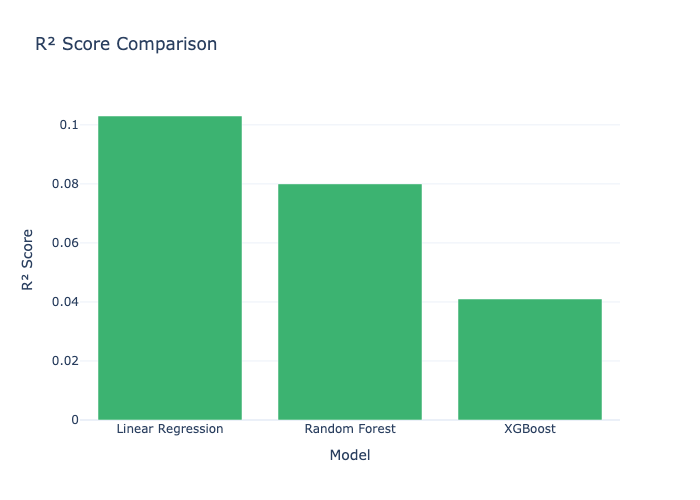 R² Score Comparison
0.1
0.08
0.06
0.04
0.02
0
R² Score
Linear Regression
Random Forest
XGBoost
Model